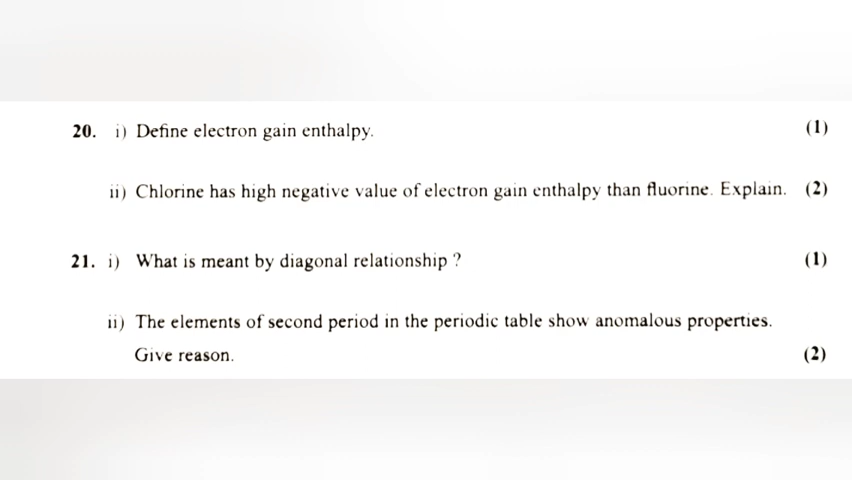 20. i) Define electron gain enthalpy. (1)
ii) Chlorine has high negative value of electron gain enthalpy than fluorine. Explain. (2)
21. i) What is meant by diagonal relationship ? (1)
ii) The elements of second period in the periodic table show anomalous properties.
Give reason. (2)